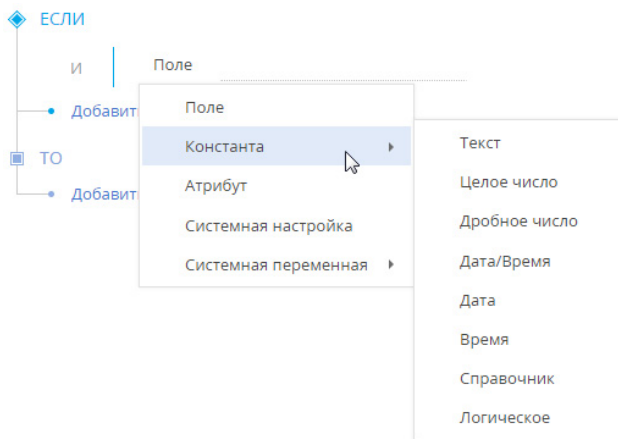 ЕСЛИ
И
Поле
Добавит
ТО
Добавит
Поле
Константа
Атрибут
Системная настройка
Системная переменная
Текст
Целое число
Дробное число
Дата/Время
Дата
Время
Справочник
Логическое